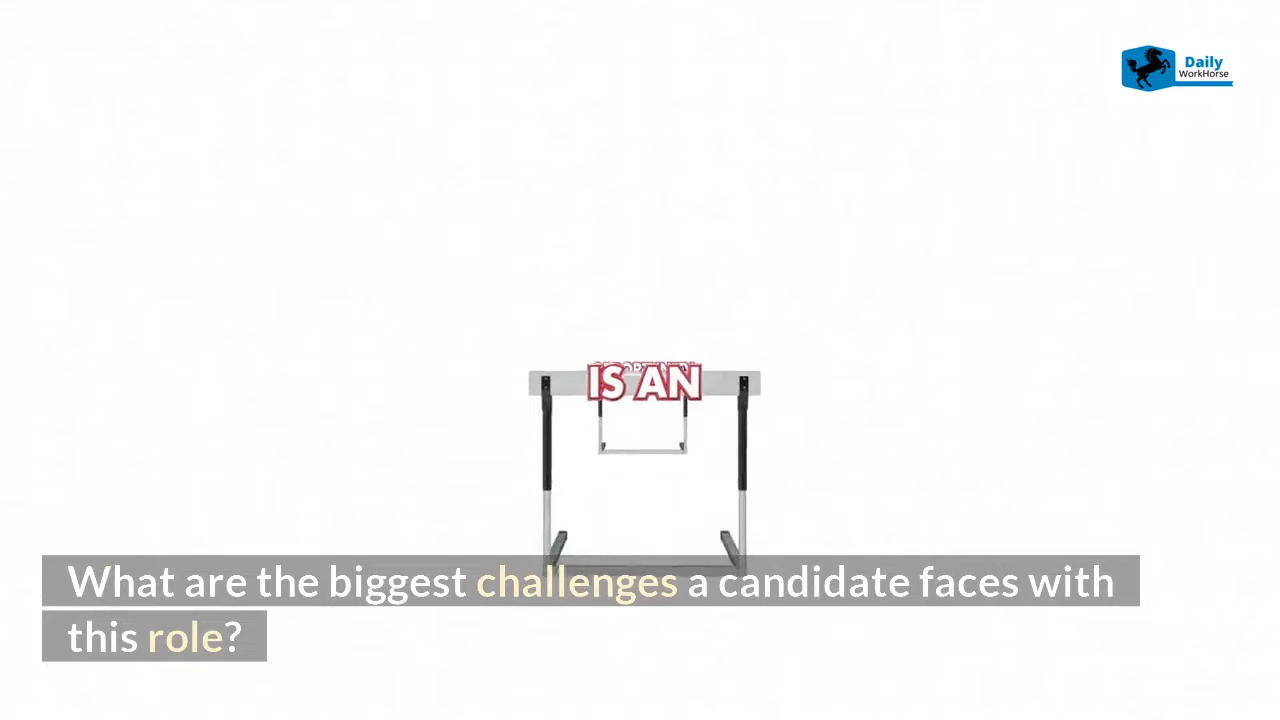 Daily
WorkHorse
IS AN
What are the biggest challenges a candidate faces with
this role?